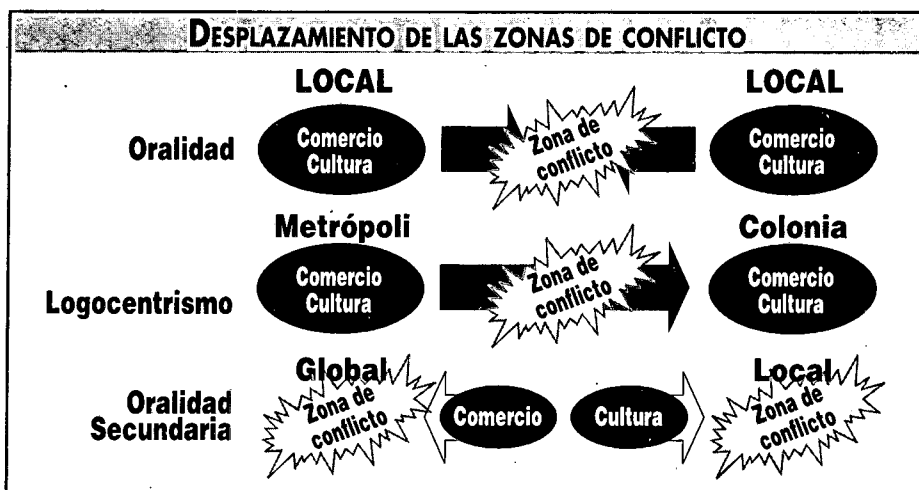 DESPLAZAMIENTO DE LAS ZONAS DE CONFLICTO
LOCAL
LOCAL
Oralidad
Comercio
Cultura
Zona de
conflicto
Comercio
Cultura
Metrópoli
Colonia
Logocentrismo
Comercio
Cultura
Zona de
conflicto
Comercio
Cultura
Global
Local
Oralidad
Secundaria
Zona de
conflicto
Comercio
Cultura
Zona de
conflicto